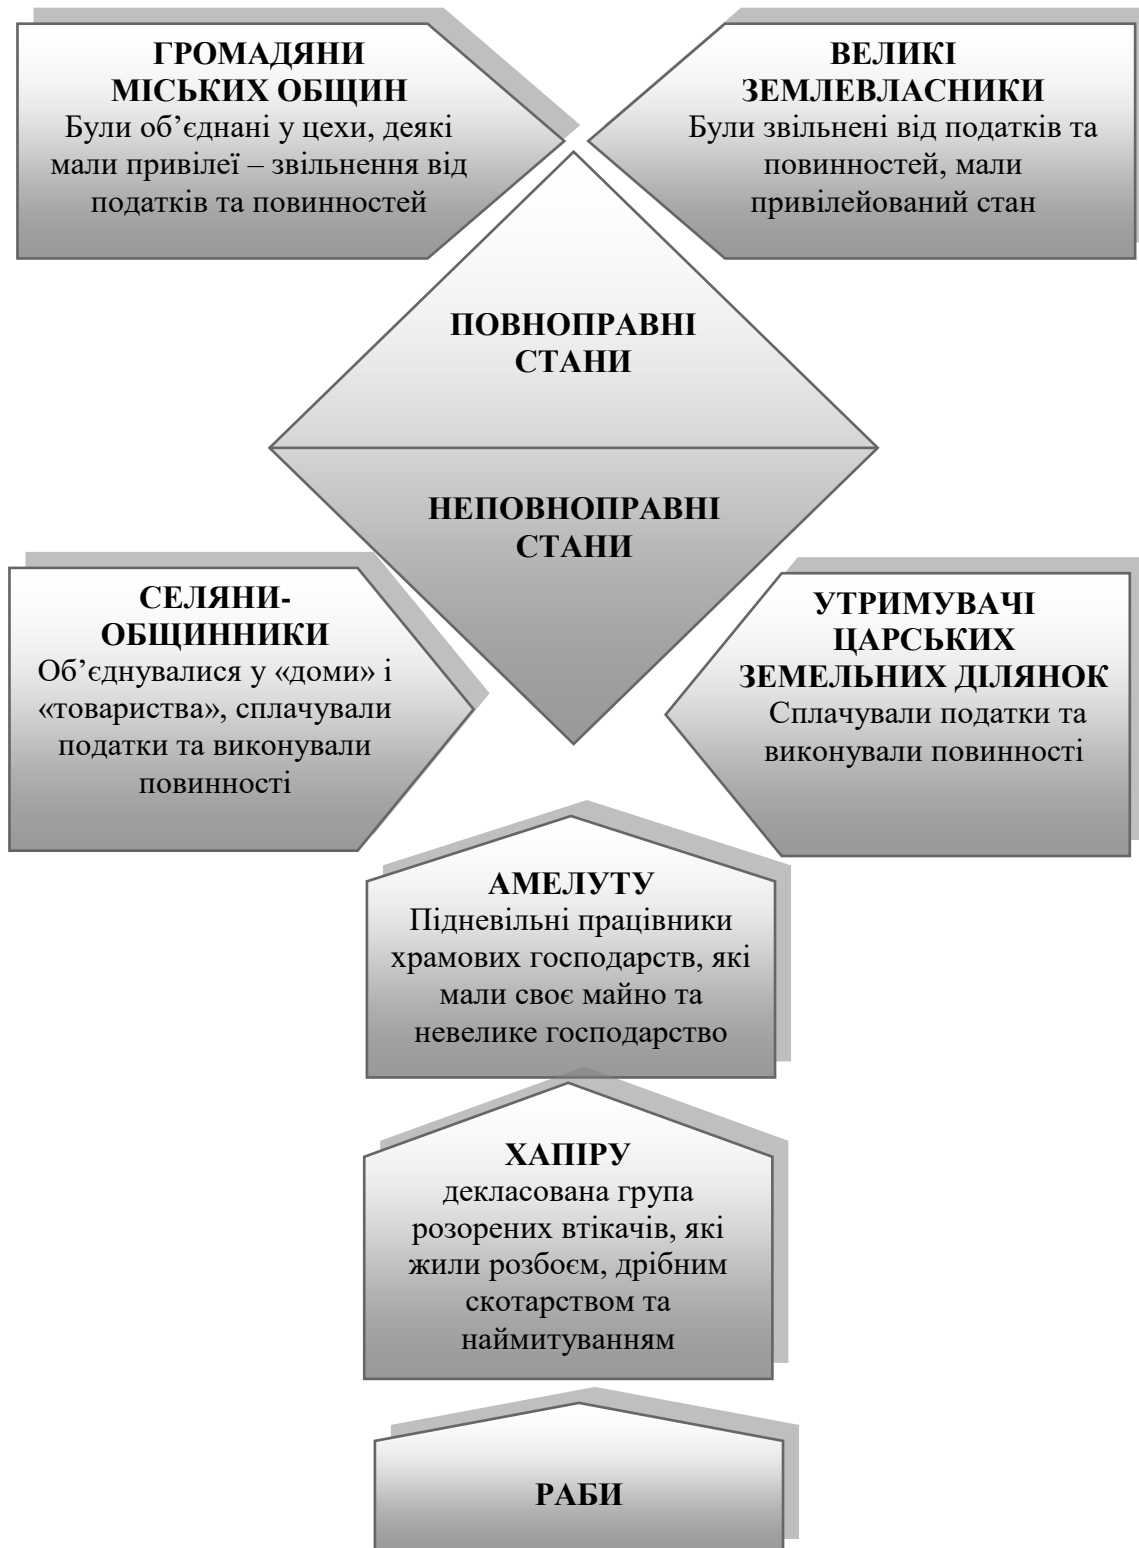 ГРОМАДЯНИ
МІСЬКИХ ОБЩИН
Були об’єднані у цехи, деякі
мали привілеї – звільнення від
податків та повинностей
ВЕЛИКІ
ЗЕМЛЕВЛАСНИКИ
Були звільнені від податків та
повинностей, мали
привілейований стан
ПОВНОПРАВНІ
СТАНИ
НЕПОВНОПРАВНІ
СТАНИ
СЕЛЯНИ-
ОБЩИННИКИ
Об’єднувалися у «доми» і
«товариства», сплачували
податки та виконували
повинності
УТРИМУВАЧІ
ЦАРСЬКИХ
ЗЕМЕЛЬНИХ ДІЛЯНОК
Сплачували податки та
виконували повинності
АМЕЛУТУ
Підневільні працівники
храмових господарств, які
мали своє майно та
невелике господарство
ХАПІРУ
декласована група
розорених втікачів, які
жили розбоєм, дрібним
скотарством та
наймитуванням
РАБИ